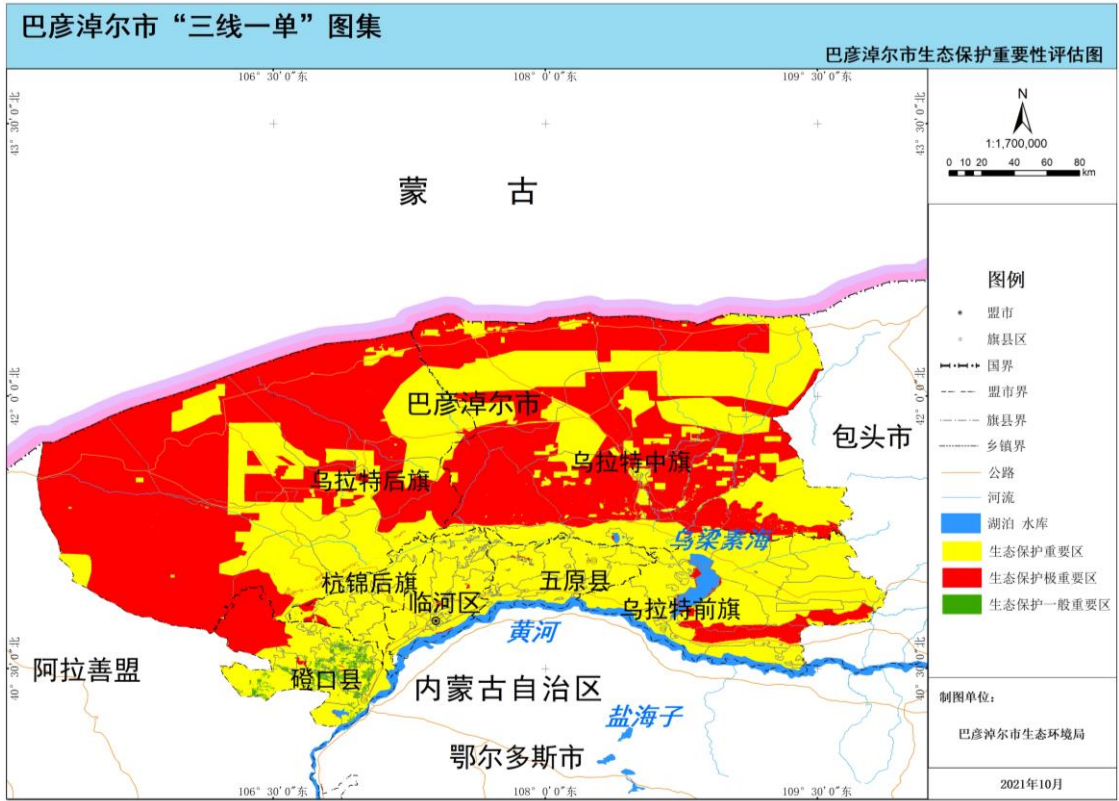 巴彦淖尔市“三线一单”图集
巴彦淖尔市生态保护重要性评估图
106° 30′0″东
108° 0′0″东
109° 30′0″东
43° 30′0″北
43° 30′0″北
N
1:1,700,000
0 10 20 40 60 80
km
蒙 古
42° 0′0″北
42° 0′0″北
巴彦淖尔市
包头市
乌拉特后旗
乌拉特中旗
乌梁素海
杭锦后旗
五原县
临河区
乌拉特前旗
黄河
阿拉善盟
磴口县
内蒙古自治区
盐海子
鄂尔多斯市
40° 30′0″北
40° 30′0″北
106° 30′0″东
108° 0′0″东
109° 30′0″东
图例
盟市
旗县区
国界
盟市界
旗县界
乡镇界
公路
河流
湖泊 水库
生态保护重要区
生态保护极重要区
生态保护一般重要区
制图单位：
巴彦淖尔市生态环境局
2021年10月